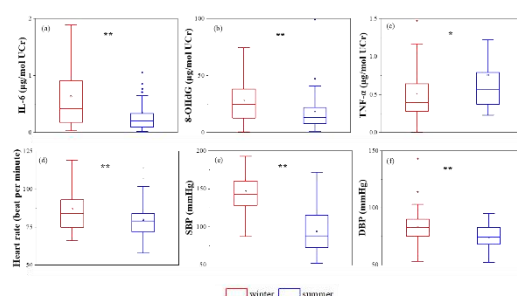 (a)
**
IL-6 (μg/mol UCr)
2
1
0
(b)
**
8-OHdG (μg/mol UCr)
100
50
0
(c)
*
TNF-α (μg/mol UCr)
1.5
1.0
0.5
0.0
(d)
**
Heart rate (beat per minute)
125
100
75
50
(e)
**
SBP (mmHg)
200
150
100
50
(f)
**
DBP (mmHg)
150
100
50
winter summer